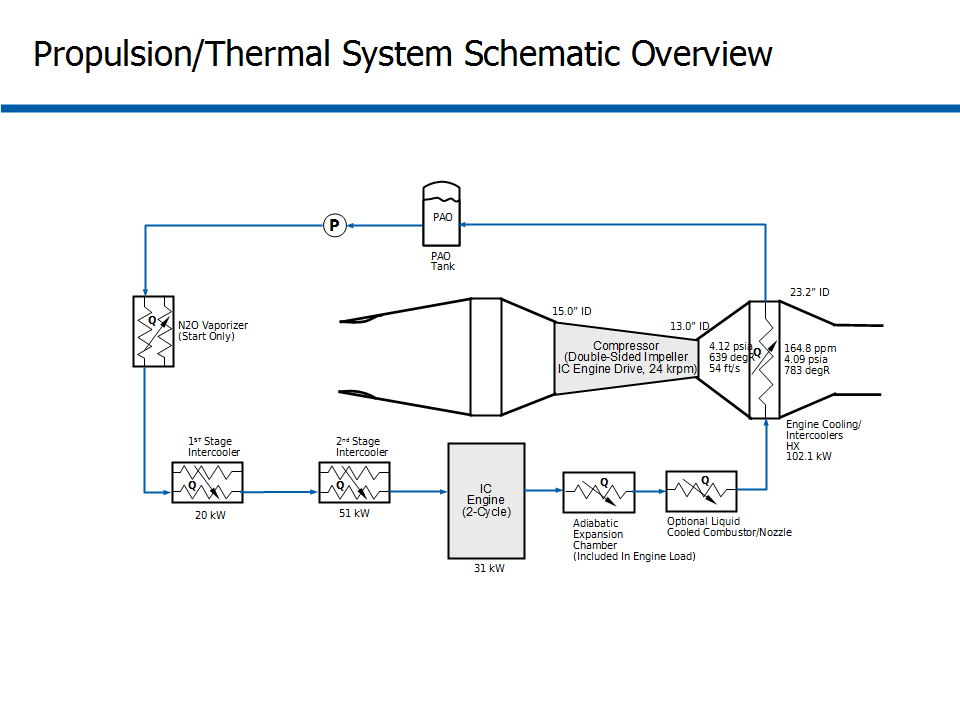 Propulsion/Thermal System Schematic Overview
PAO
P
PAO
Tank
23.2" ID
15.0" ID
13.0" ID
Q
N2O Vaporizer
(Start Only)
Compressor
(Double-Sided Impeller
IC Engine Drive, 24 krpm)
4.12 psia
639 degR
54 ft/s
Q
164.8 ppm
4.09 psia
783 degR
Engine Cooling/
Intercoolers
HX
102.1 kW
1ST Stage
Intercooler
Q
20 kW
2nd Stage
Intercooler
Q
51 kW
IC
Engine
(2-Cycle)
31 kW
Q
Adiabatic
Expansion
Chamber
(Included In Engine Load)
Q
Optional Liquid
Cooled Combustor/Nozzle